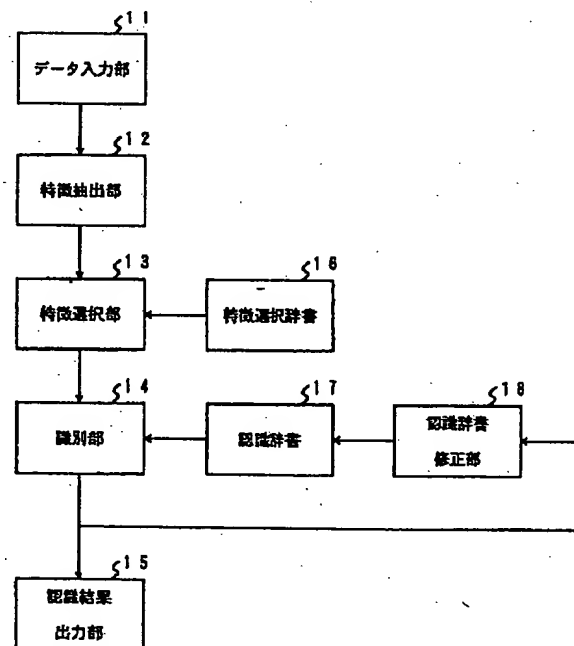 11
データ入力部
12
特徴抽出部
13
特徴選択部
16
特徴選択辞書
14
識別部
17
認識辞書
18
認識辞書
修正部
15
認識結果
出力部